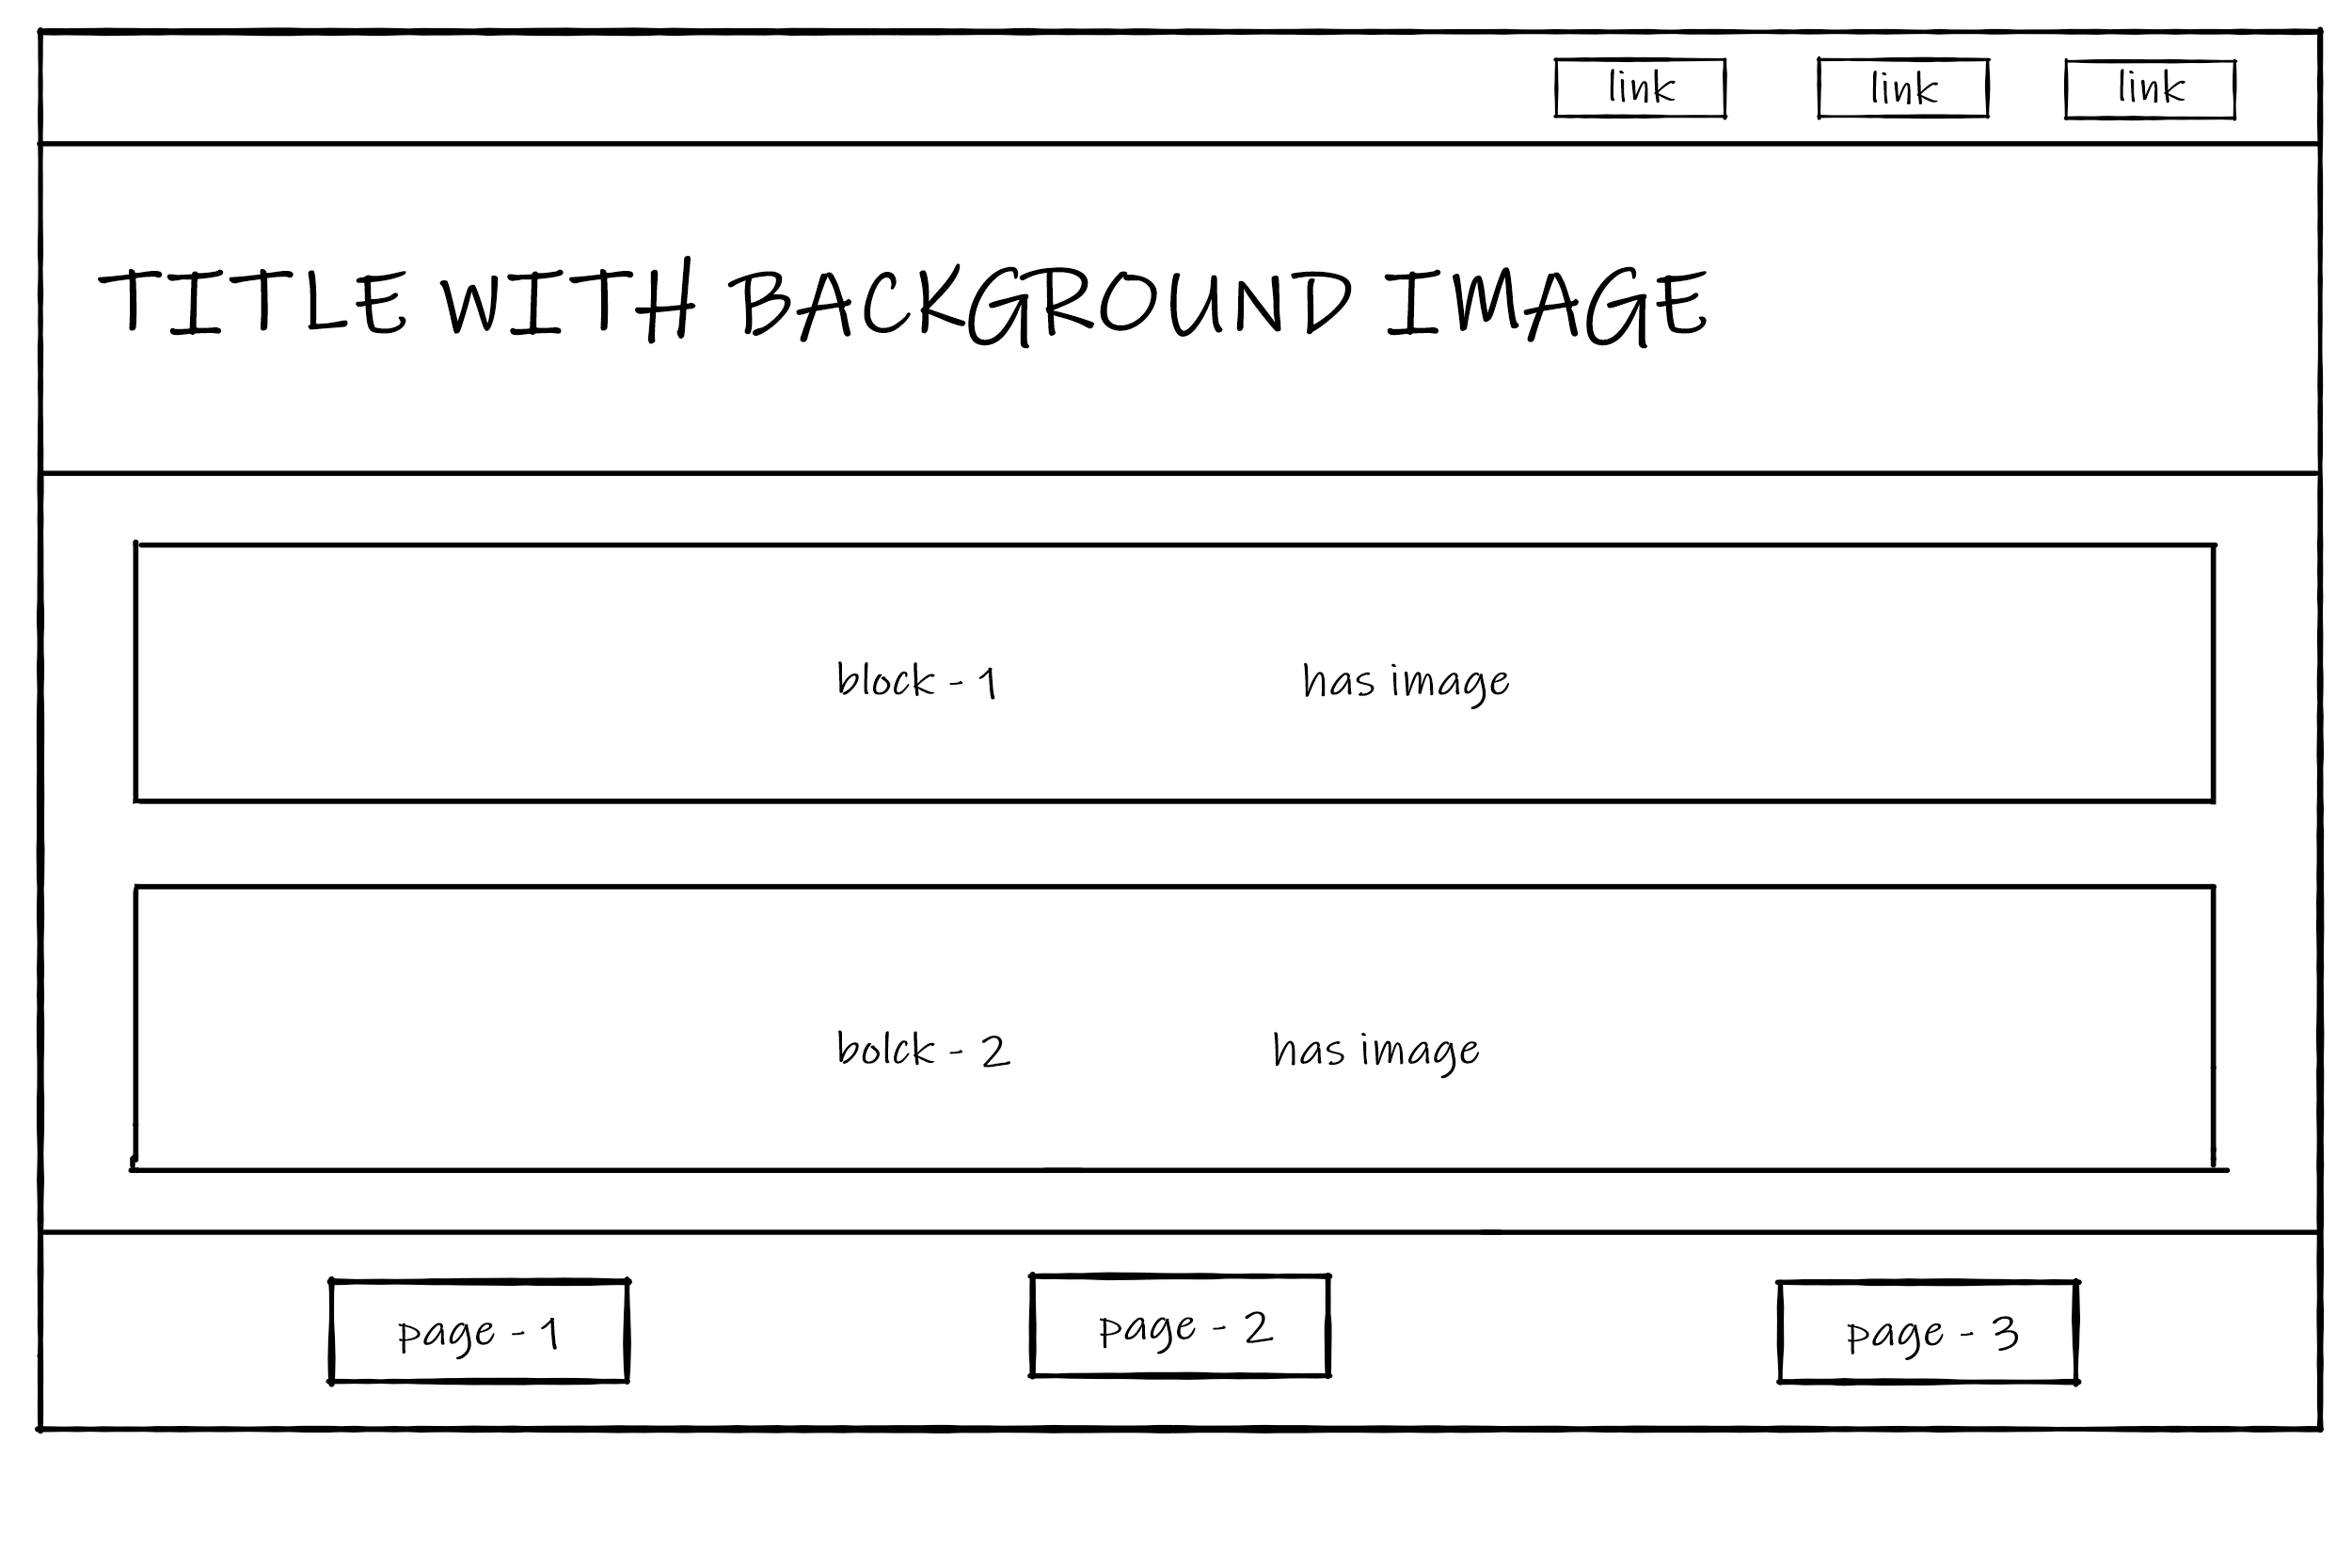 link link link
TITLE WITH BACKGROUND IMAGE
block - 1 has image
bolck - 2 has image
page - 1 page - 2 page - 3